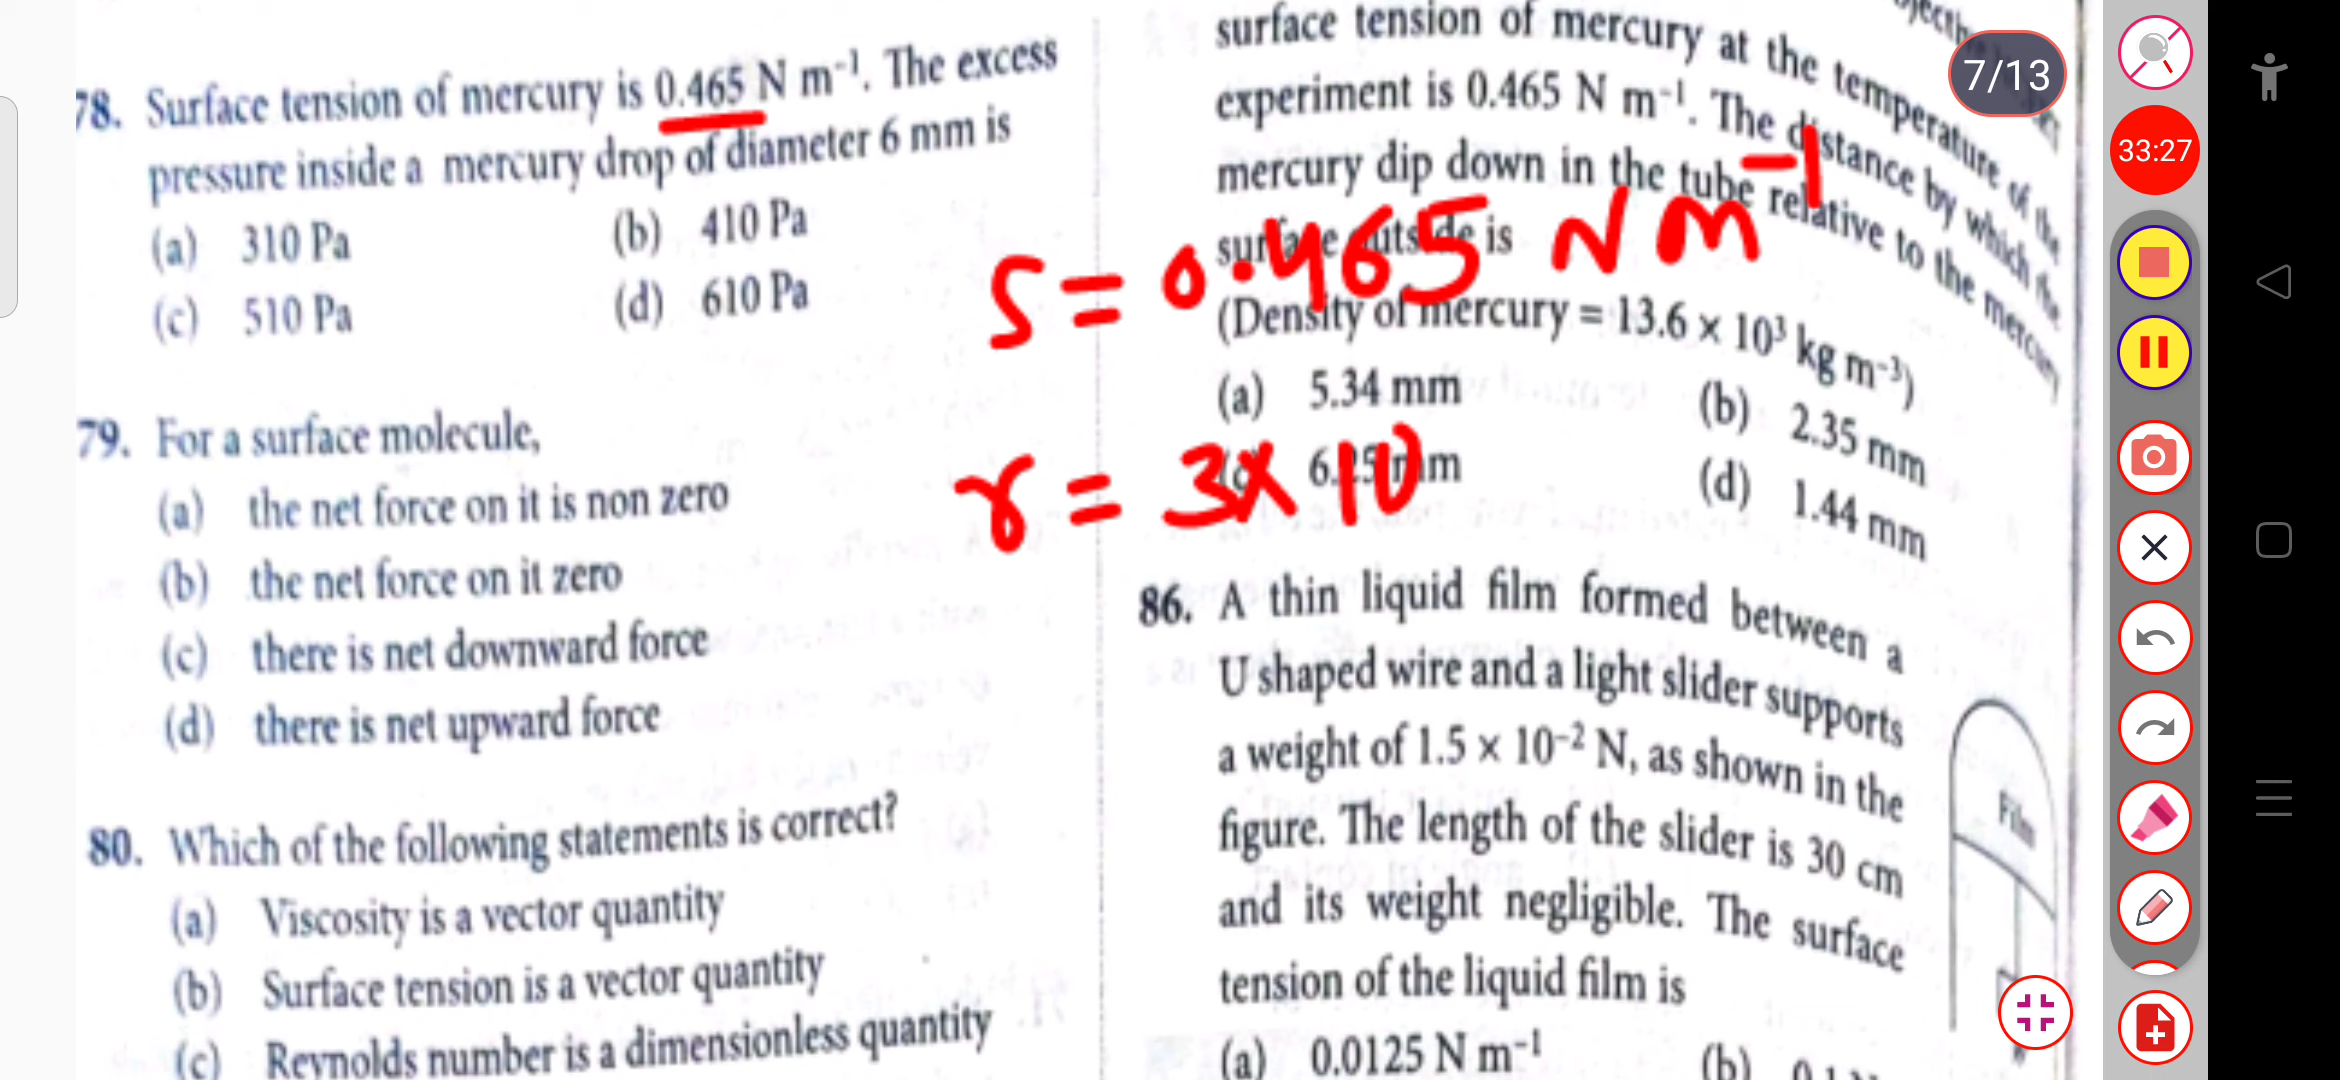 78. Surface tension of mercury is 0.465 N m⁻¹. The excess
pressure inside a mercury drop of diameter 6 mm is
(a) 310 Pa (b) 410 Pa
(c) 510 Pa (d) 610 Pa
79. For a surface molecule,
(a) the net force on it is non zero
(b) the net force on it zero
(c) there is net downward force
(d) there is net upward force
80. Which of the following statements is correct?
(a) Viscosity is a vector quantity
(b) Surface tension is a vector quantity
(c) Reynolds number is a dimensionless quantity
surface tension of mercury at the temperature of the
experiment is 0.465 N m⁻¹. The distance by which the
mercury dip down in the tube relative to the mercury
surface outside is
(Density of mercury = 13.6 × 10³ kg m⁻³)
(a) 5.34 mm (b) 2.35 mm
mm (d) 1.44 mm
86. A thin liquid film formed between a
U shaped wire and a light slider supports
a weight of 1.5 × 10⁻² N, as shown in the
figure. The length of the slider is 30 cm
and its weight negligible. The surface
tension of the liquid film is
(a) 0.0125 N m⁻¹ (b)
Film
S = 0.465 N m⁻¹
r = 3 × 10
7/13
33:27